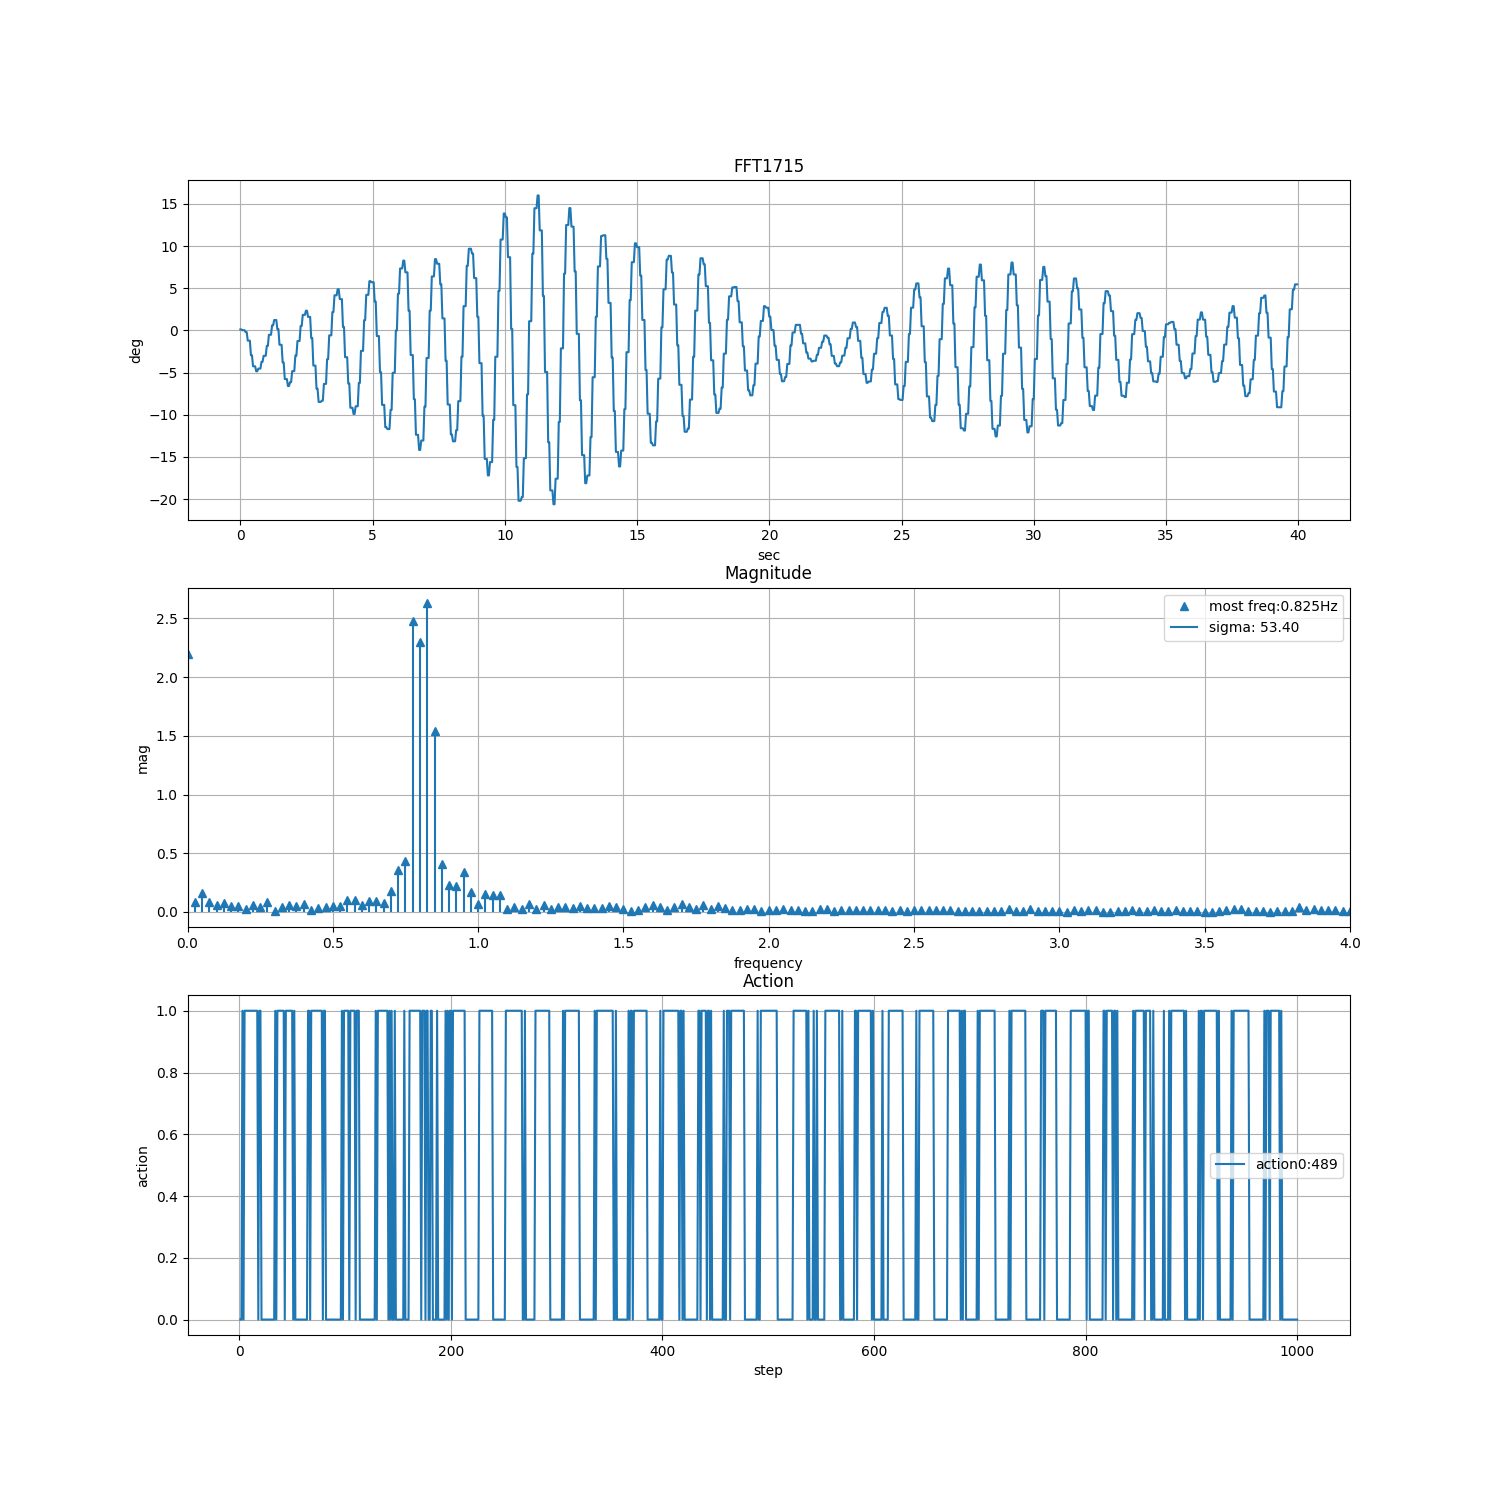 FFT1715
15
10
5
0
−5
−10
−15
−20
deg
0 5 10 15 20 25 30 35 40
sec
Magnitude
2.5
2.0
1.5
1.0
0.5
0.0
mag
most freq:0.825Hz
sigma: 53.40
0.0 0.5 1.0 1.5 2.0 2.5 3.0 3.5 4.0
frequency
Action
1.0
0.8
0.6
0.4
0.2
0.0
action
action0:489
0 200 400 600 800 1000
step